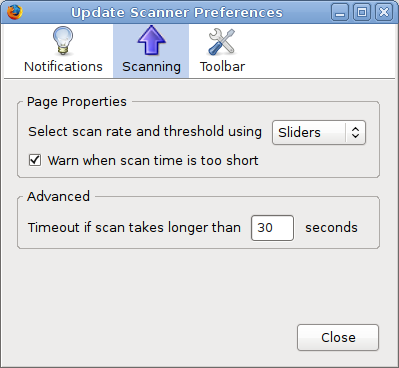 Update Scanner Preferences
Notifications Scanning Toolbar
Page Properties
Select scan rate and threshold using Sliders
Warn when scan time is too short
Advanced
Timeout if scan takes longer than 30 seconds
Close